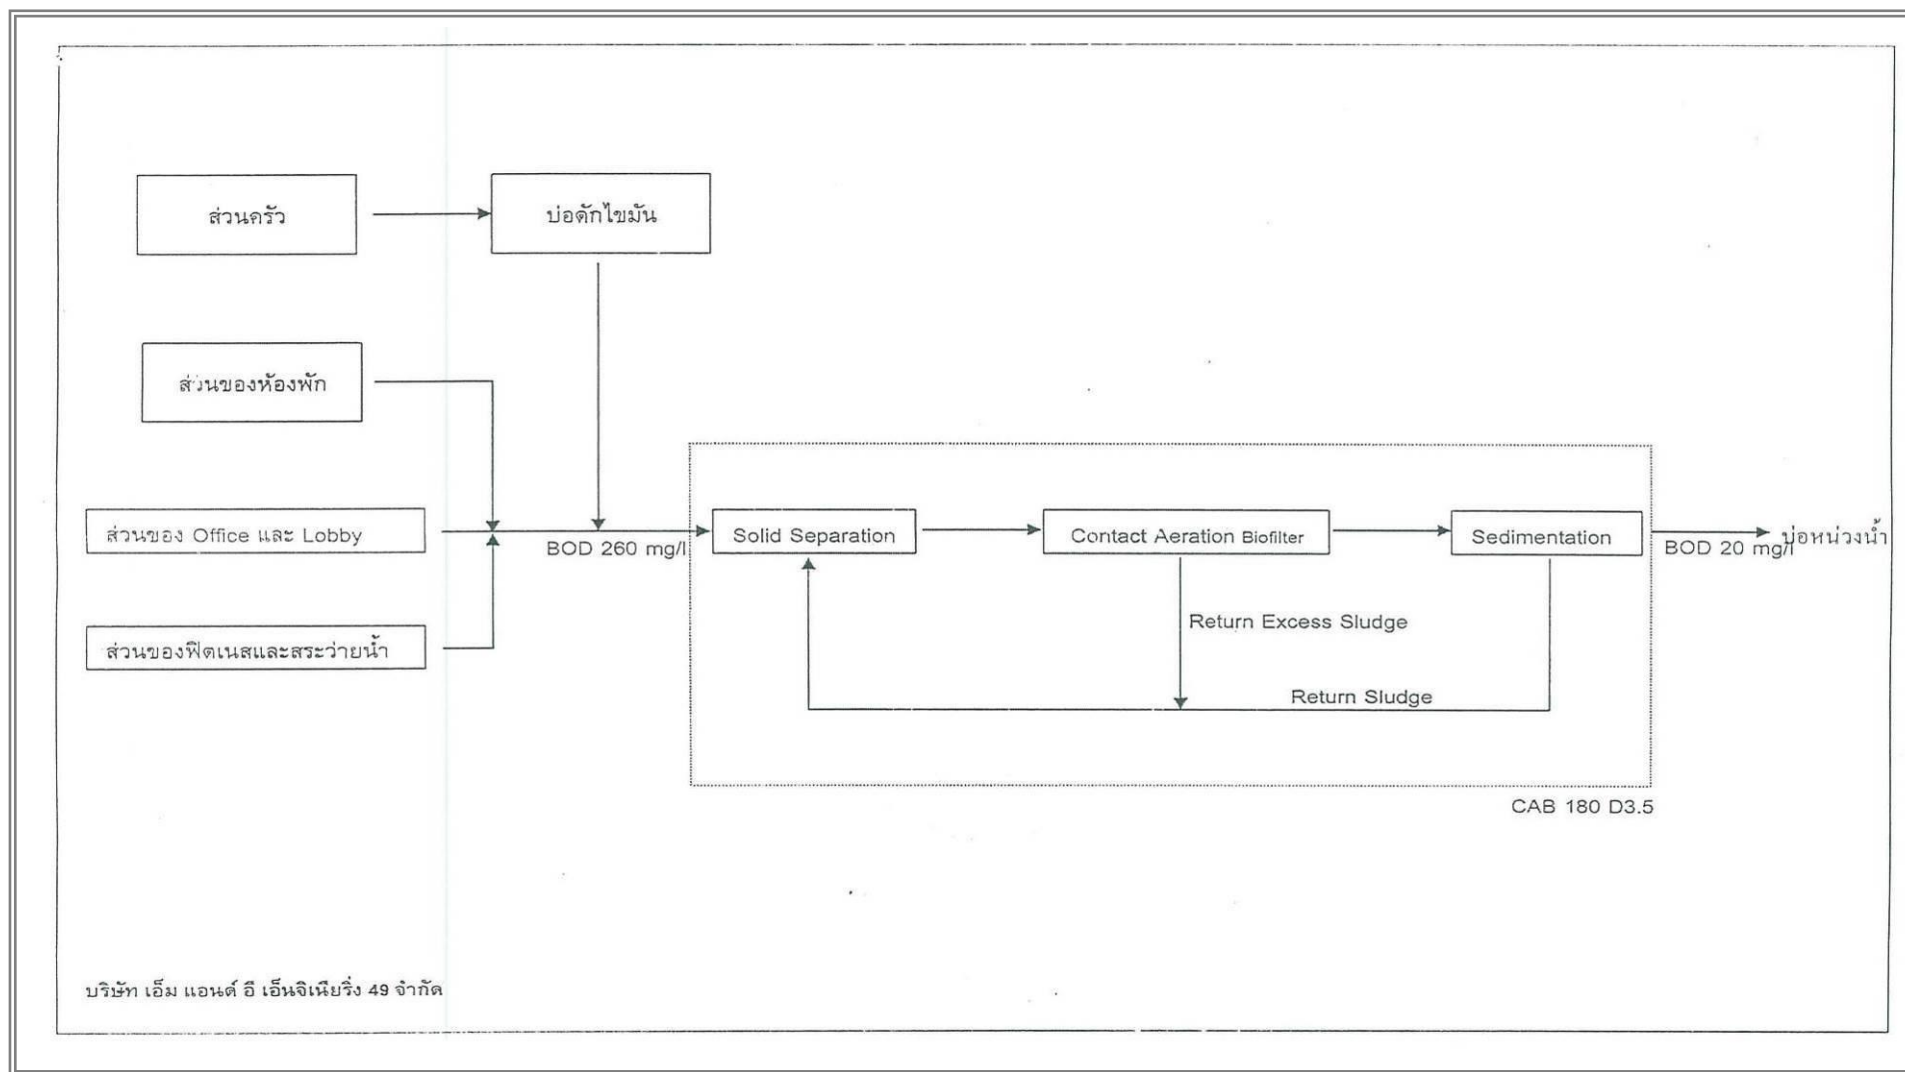 ส่วนครัว
บ่อดักไขมัน
ส่วนของห้องพัก
ส่วนของ Office และ Lobby
BOD 260 mg/l
Solid Separation
Contact Aeration Biofilter
Sedimentation
BOD 20 mg/l
บ่อหน่วงน้ำ
Return Excess Sludge
ส่วนของฟิตเนสและสระว่ายน้ำ
Return Sludge
CAB 180 D3.5
บริษัท เอ็ม แอนด์ อี เอ็นจิเนียริ่ง 49 จำกัด